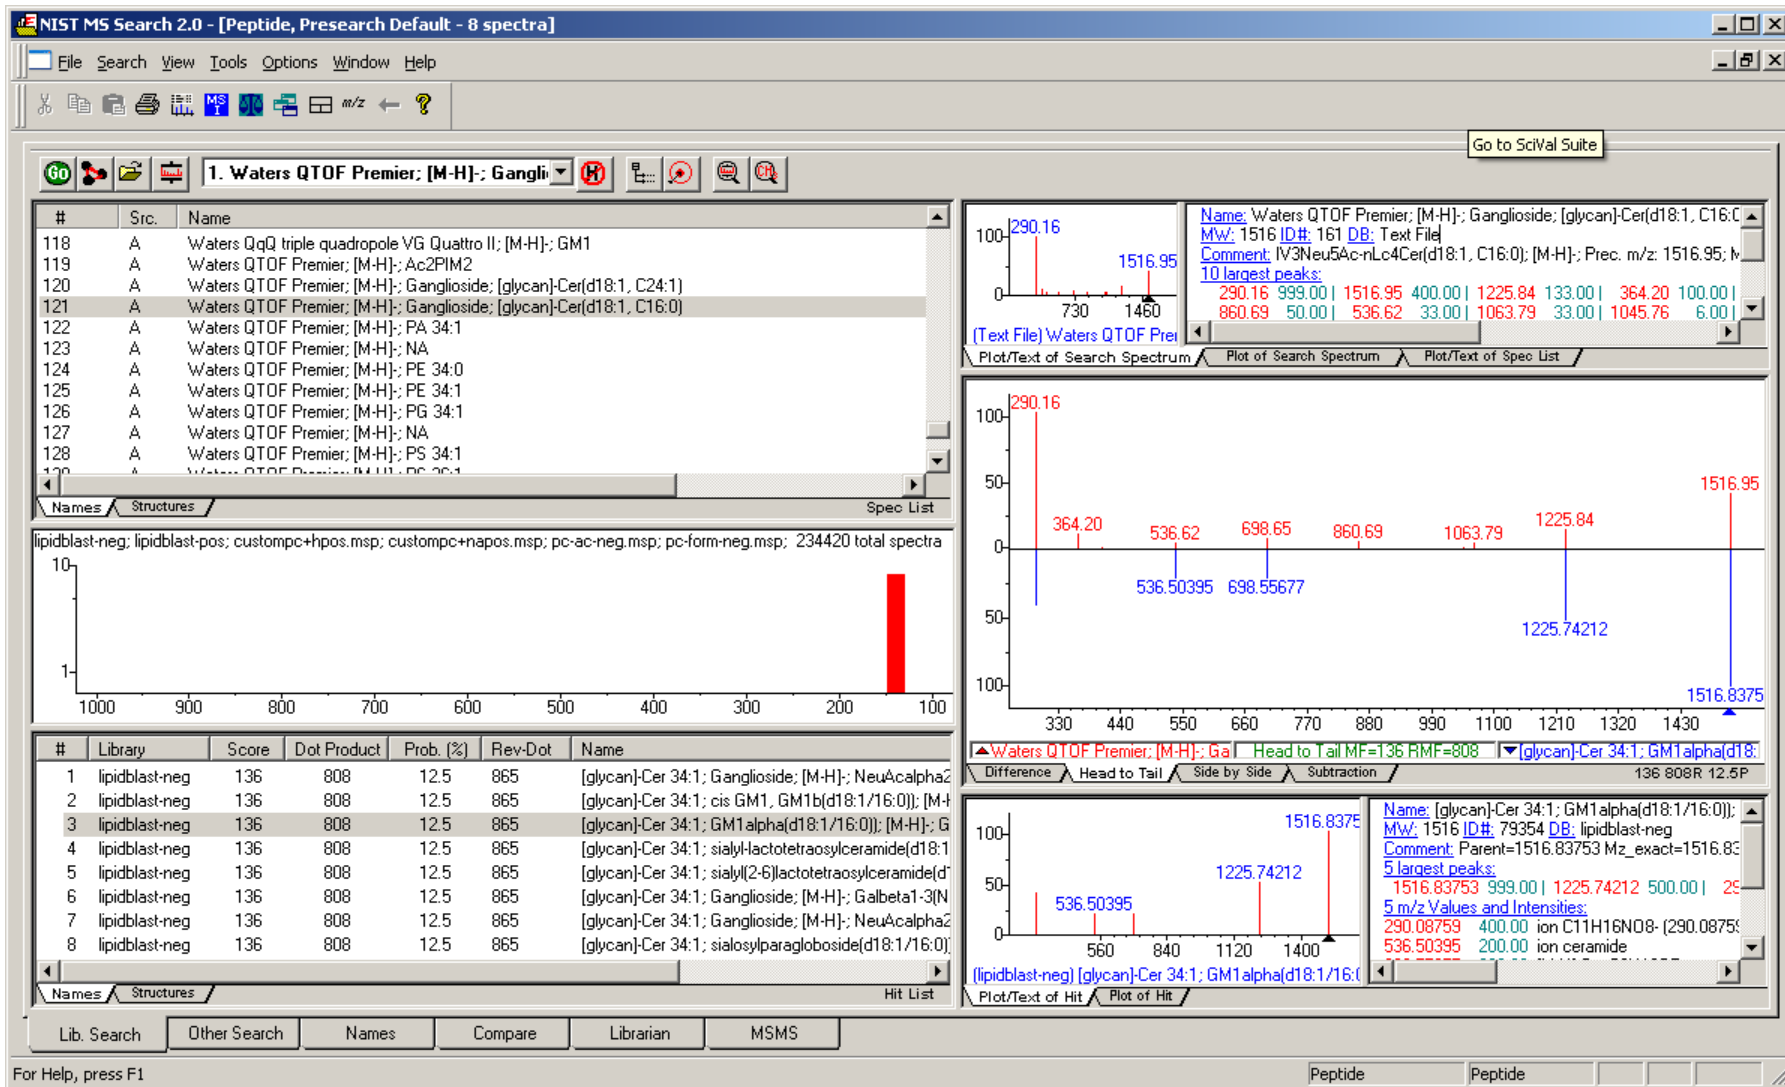 NIST MS Search 2.0 - [Peptide, Presearch Default - 8 spectra]
File Search View Tools Options Window Help
MS I m/z ?
Go to SciVal Suite
GO 1. Waters QTOF Premier; [M-H]-; Gangli H CH2
# Src. Name
118 A Waters QqQ triple quadropole VG Quattro II; [M-H]-; GM1
119 A Waters QTOF Premier; [M-H]-; Ac2PIM2
120 A Waters QTOF Premier; [M-H]-; Ganglioside; [glycan]-Cer(d18:1, C24:1)
121 A Waters QTOF Premier; [M-H]-; Ganglioside; [glycan]-Cer(d18:1, C16:0)
122 A Waters QTOF Premier; [M-H]-; PA 34:1
123 A Waters QTOF Premier; [M-H]-; NA
124 A Waters QTOF Premier; [M-H]-; PE 34:0
125 A Waters QTOF Premier; [M-H]-; PE 34:1
126 A Waters QTOF Premier; [M-H]-; PG 34:1
127 A Waters QTOF Premier; [M-H]-; NA
128 A Waters QTOF Premier; [M-H]-; PS 34:1
Names Structures Spec List
lipidblast-neg; lipidblast-pos; custompc+hpos.msp; custompc+napos.msp; pc-ac-neg.msp; pc-form-neg.msp; 234420 total spectra
10
1
1000 900 800 700 600 500 400 300 200 100
# Library Score Dot Product Prob. (%) Rev-Dot Name
1 lipidblast-neg 136 808 12.5 865 [glycan]-Cer 34:1; Ganglioside; [M-H]-; NeuAcalpha2
2 lipidblast-neg 136 808 12.5 865 [glycan]-Cer 34:1; cis GM1, GM1b(d18:1/16:0)); [M-H
3 lipidblast-neg 136 808 12.5 865 [glycan]-Cer 34:1; GM1alpha(d18:1/16:0)); [M-H]-; G
4 lipidblast-neg 136 808 12.5 865 [glycan]-Cer 34:1; sialyl-lactotetraosylceramide(d18:1
5 lipidblast-neg 136 808 12.5 865 [glycan]-Cer 34:1; sialyl(2-6)lactotetraosylceramide(d
6 lipidblast-neg 136 808 12.5 865 [glycan]-Cer 34:1; Ganglioside; [M-H]-; Galbeta1-3(N
7 lipidblast-neg 136 808 12.5 865 [glycan]-Cer 34:1; Ganglioside; [M-H]-; NeuAcalpha2
8 lipidblast-neg 136 808 12.5 865 [glycan]-Cer 34:1; sialosylparagloboside(d18:1/16:0)
Names Structures Hit List
100 290.16
1516.95
0
730 1460
(Text File) Waters QTOF Prei
Name: Waters QTOF Premier; [M-H]-; Ganglioside; [glycan]-Cer(d18:1, C16:0
MW: 1516 ID#: 161 DB: Text File
Comment: IV3Neu5Ac-nLc4Cer(d18:1, C16:0); [M-H]-; Prec. m/z: 1516.95; M
10 largest peaks:
290.16 999.00 | 1516.95 400.00 | 1225.84 133.00 | 364.20 100.00 |
860.69 50.00 | 536.62 33.00 | 1063.79 33.00 | 1045.76 6.00 |
Plot/Text of Search Spectrum Plot of Search Spectrum Plot/Text of Spec List
100 290.16
50 1516.95
364.20 536.62 698.65 860.69 1063.79 1225.84
0
536.50395 698.55677
50
1225.74212
100
1516.8375
330 440 550 660 770 880 990 1100 1210 1320 1430
Waters QTOF Premier; [M-H]-; Ga Head to Tail MF=136 RMF=808 [glycan]-Cer 34:1; GM1alpha(d18:
Difference Head to Tail Side by Side Subtraction 136 808R 12.5P
1516.8375
100
1225.74212
50
536.50395
0
560 840 1120 1400
(lipidblast-neg) [glycan]-Cer 34:1; GM1alpha(d18:1/16:0
Name: [glycan]-Cer 34:1; GM1alpha(d18:1/16:0));
MW: 1516 ID#: 79354 DB: lipidblast-neg
Comment: Parent=1516.83753 Mz_exact=1516.83
5 largest peaks:
1516.83753 999.00 | 1225.74212 500.00 | 29
5 m/z Values and Intensities:
290.08759 400.00 ion C11H16NO8- (290.08759
536.50395 200.00 ion ceramide
Plot/Text of Hit Plot of Hit
Lib. Search Other Search Names Compare Librarian MSMS
For Help, press F1 Peptide Peptide